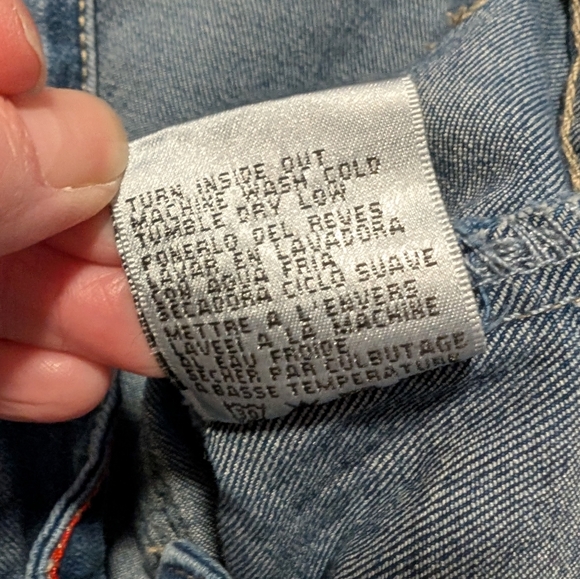 TURN INSIDE OUT
MACHINE WASH COLD
TUMBLE DRY LOW
PONERLO DEL REVES
LAVAR EN LAVADORA
CON AGUA FRIA
SECADORA CICLO SUAVE
METTRE A L'ENVERS
LAVEEI A LA MACHINE
EAU FROIDE
SECHER PAR CULBUTAGE
BASSE TEMPERATURE